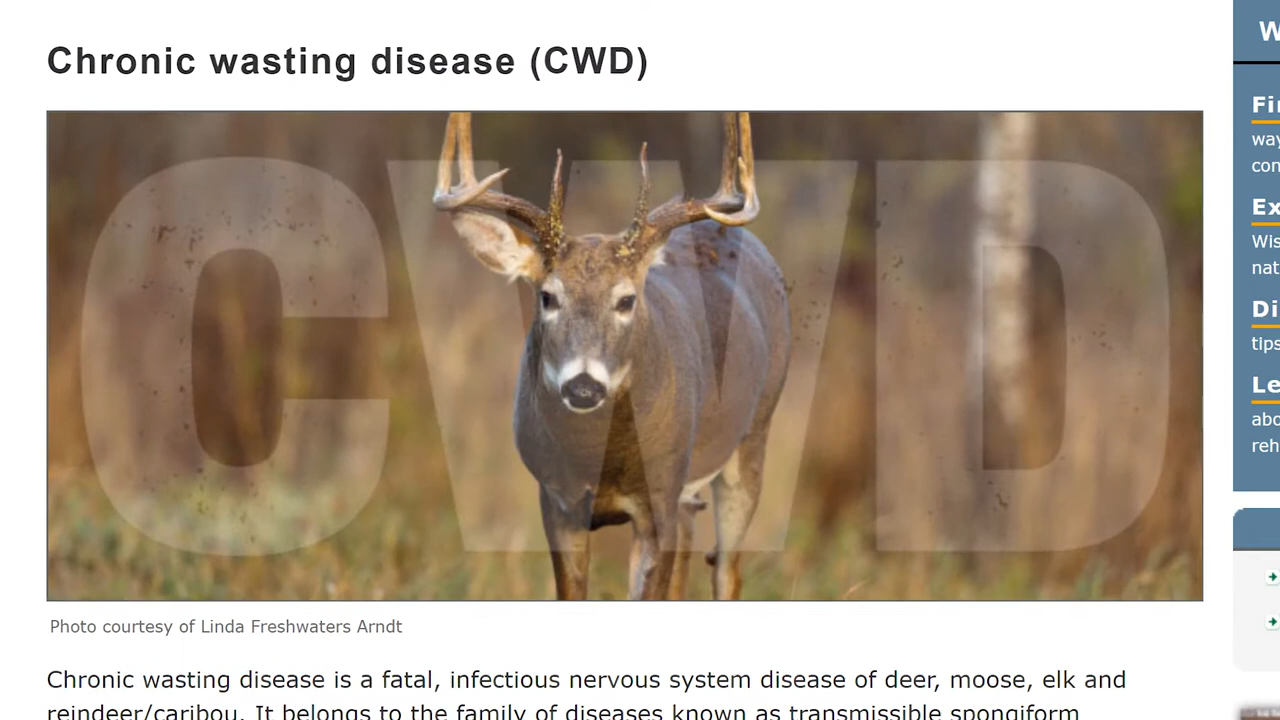 Chronic wasting disease (CWD)
CWD
Photo courtesy of Linda Freshwaters Arndt
Chronic wasting disease is a fatal, infectious nervous system disease of deer, moose, elk and
reindeer/caribou. It belongs to the family of diseases known as transmissible spongiform
W
Fi
way
con
Ex
Wis
nat
Di
tips
Le
abo
reh